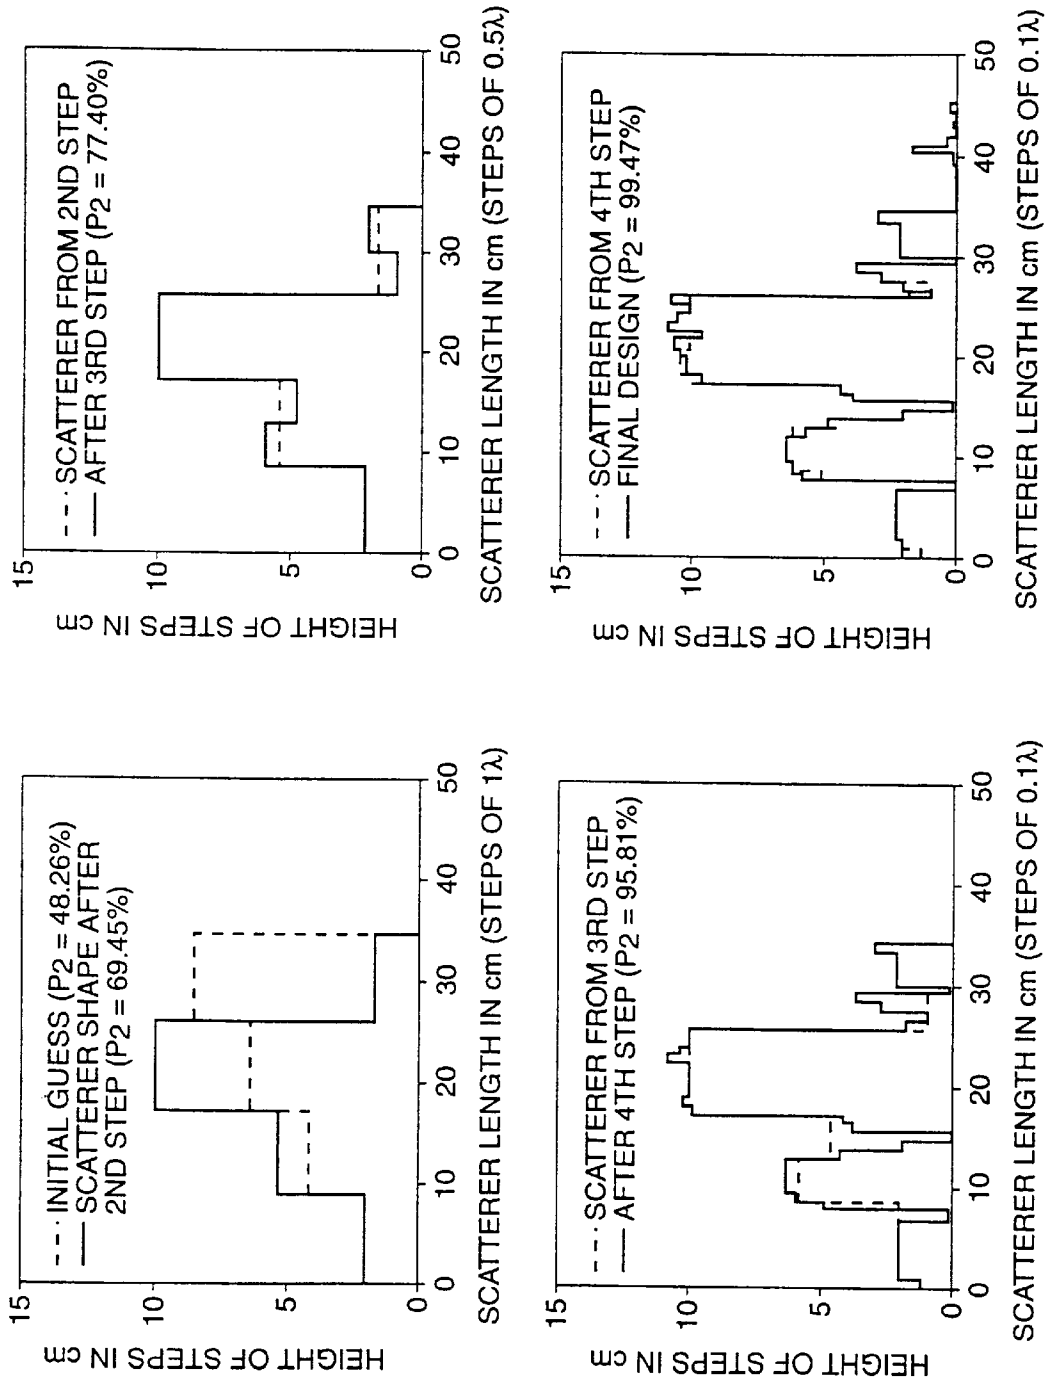 HEIGHT OF STEPS IN cm
15
10
5
0
- - · INITIAL GUESS (P2 = 48.26%)
— SCATTERER SHAPE AFTER
2ND STEP (P2 = 69.45%)
0 10 20 30 40 50
SCATTERER LENGTH IN cm (STEPS OF 1λ)
HEIGHT OF STEPS IN cm
15
10
5
0
- - · SCATTERER FROM 2ND STEP
— AFTER 3RD STEP (P2 = 77.40%)
0 10 20 30 40 50
SCATTERER LENGTH IN cm (STEPS OF 0.5λ)
HEIGHT OF STEPS IN cm
15
10
5
0
- - · SCATTERER FROM 3RD STEP
— AFTER 4TH STEP (P2 = 95.81%)
0 10 20 30 40 50
SCATTERER LENGTH IN cm (STEPS OF 0.1λ)
HEIGHT OF STEPS IN cm
15
10
5
0
- - · SCATTERER FROM 4TH STEP
— FINAL DESIGN (P2 = 99.47%)
0 10 20 30 40 50
SCATTERER LENGTH IN cm (STEPS OF 0.1λ)